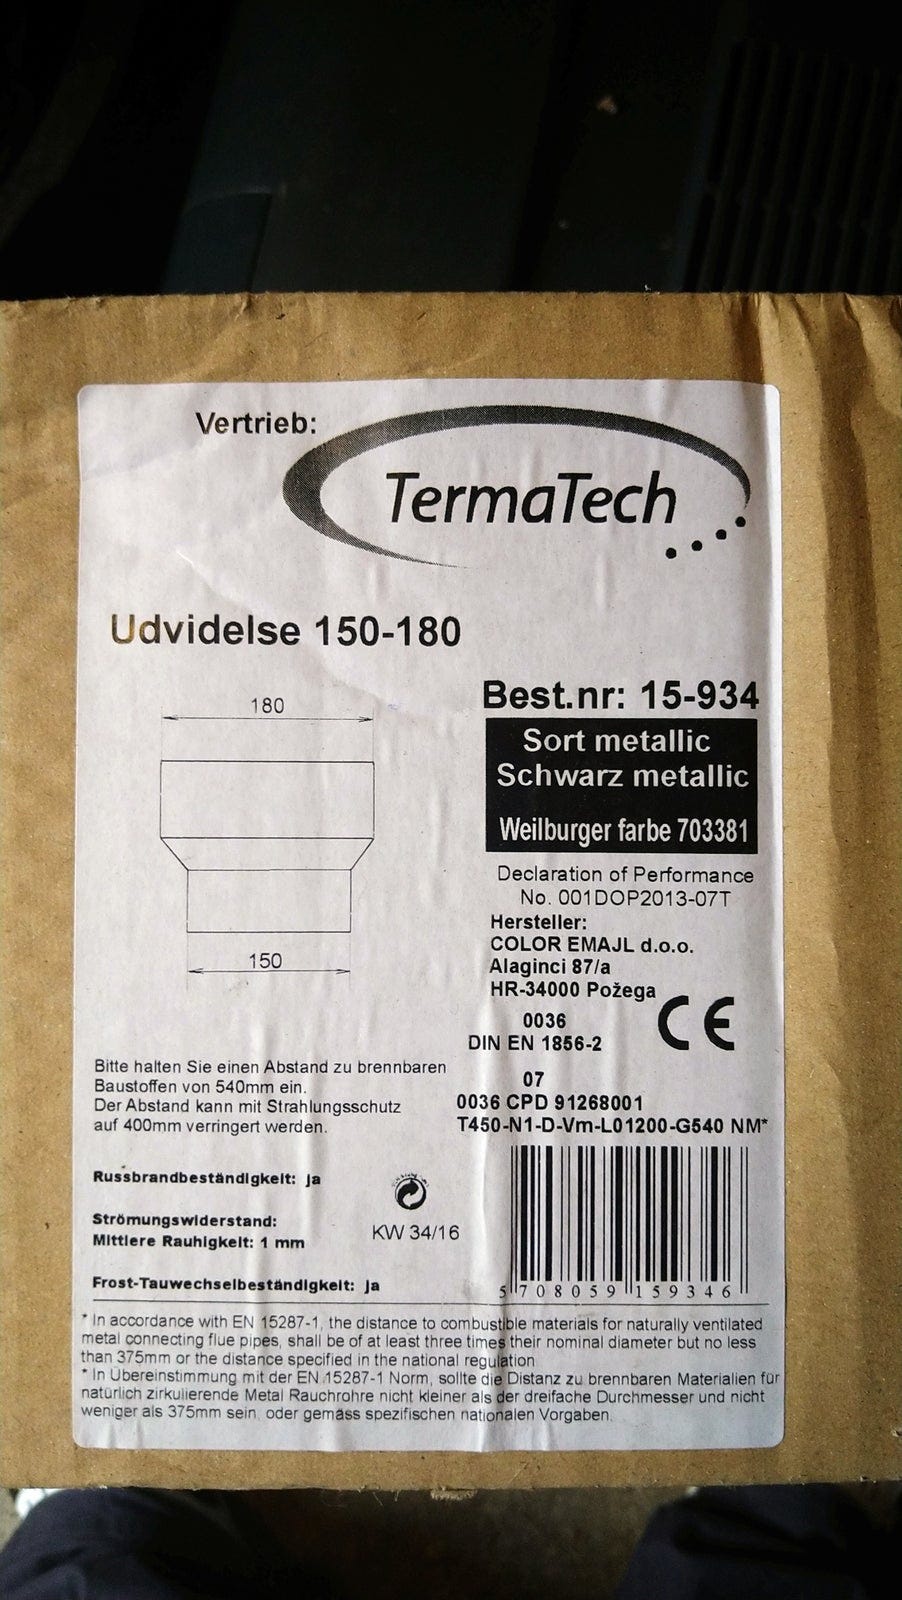 Vertrieb:
TermaTech
Udvidelse 150-180
180
150
Best.nr: 15-934
Sort metallic
Schwarz metallic
Weilburger farbe 703381
Declaration of Performance
No. 001DOP2013-07T
Hersteller:
COLOR EMAJL d.o.o.
Alaginci 87/a
HR-34000 Požega
CE
0036
DIN EN 1856-2
07
0036 CPD 91268001
T450-N1-D-Vm-L01200-G540 NM*
Bitte halten Sie einen Abstand zu brennbaren
Baustoffen von 540mm ein.
Der Abstand kann mit Strahlungsschutz
auf 400mm verringert werden.
Russbrandbeständigkeit: ja
Strömungswiderstand:
Mittlere Rauhigkeit: 1 mm
Frost-Tauwechselbeständigkeit: ja
KW 34/16
5 708059 159346
* In accordance with EN 15287-1, the distance to combustible materials for naturally ventilated
metal connecting flue pipes, shall be of at least three times their nominal diameter but no less
than 375mm or the distance specified in the national regulation
* In Übereinstimmung mit der EN 15287-1 Norm, sollte die Distanz zu brennbaren Materialien für
natürlich zirkulierende Metal Rauchrohre nicht kleiner als der dreifache Durchmesser und nicht
weniger als 375mm sein, oder gemäss spezifischen nationalen Vorgaben.